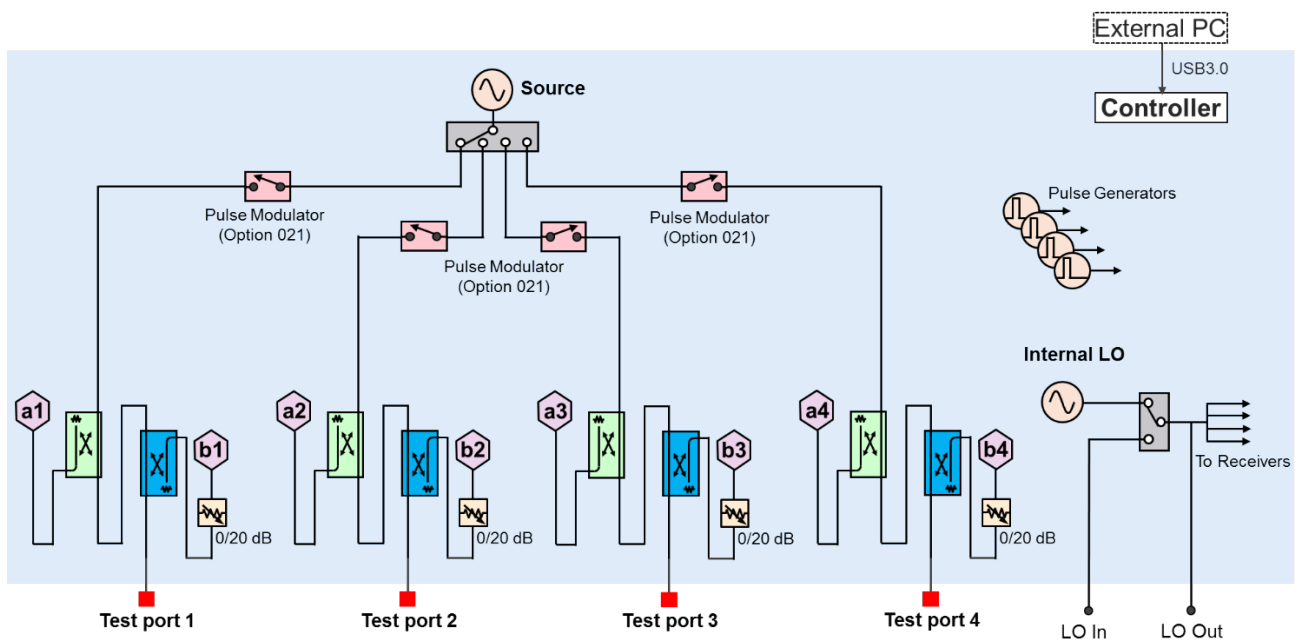 External PC
USB3.0
Controller
Source
Pulse Modulator
(Option 021)
Pulse Modulator
(Option 021)
Pulse Modulator
(Option 021)
Pulse Generators
Internal LO
To Receivers
a1
b1
a2
b2
a3
b3
a4
b4
0/20 dB
0/20 dB
0/20 dB
0/20 dB
Test port 1
Test port 2
Test port 3
Test port 4
LO In
LO Out